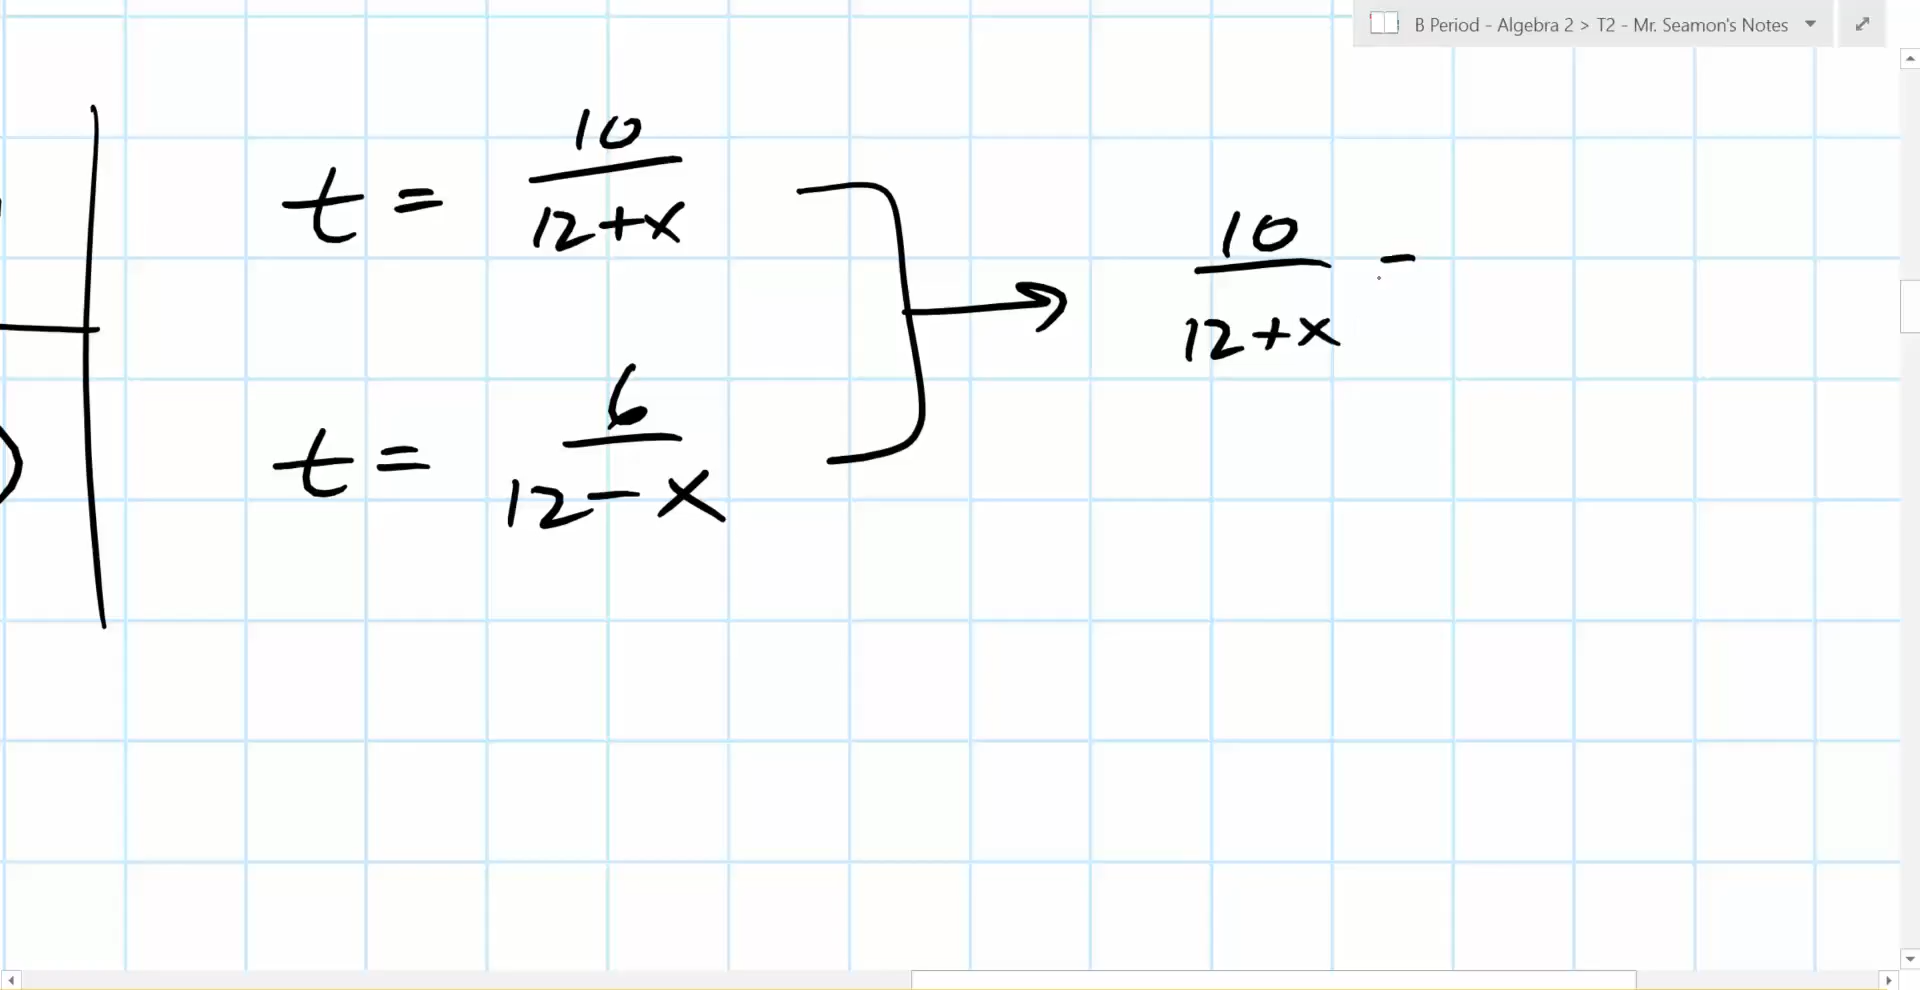 B Period - Algebra 2 > T2 - Mr. Seamon's Notes
t = 10/(12+x)
t = 6/(12-x)
10/(12+x) -